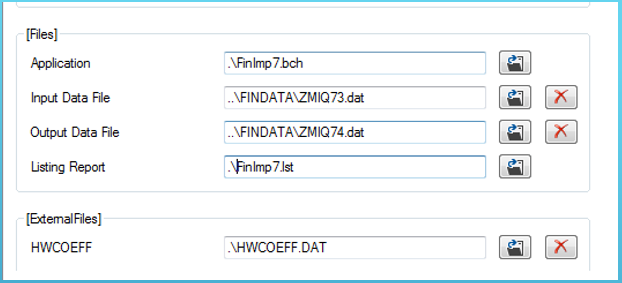 [Files]
Application .\FinImp7.bch
Input Data File ..\FINDATA\ZMIQ73.dat
Output Data File ..\FINDATA\ZMIQ74.dat
Listing Report .\FinImp7.lst
[ExternalFiles]
HWCOEFF .\HWCOEFF.DAT